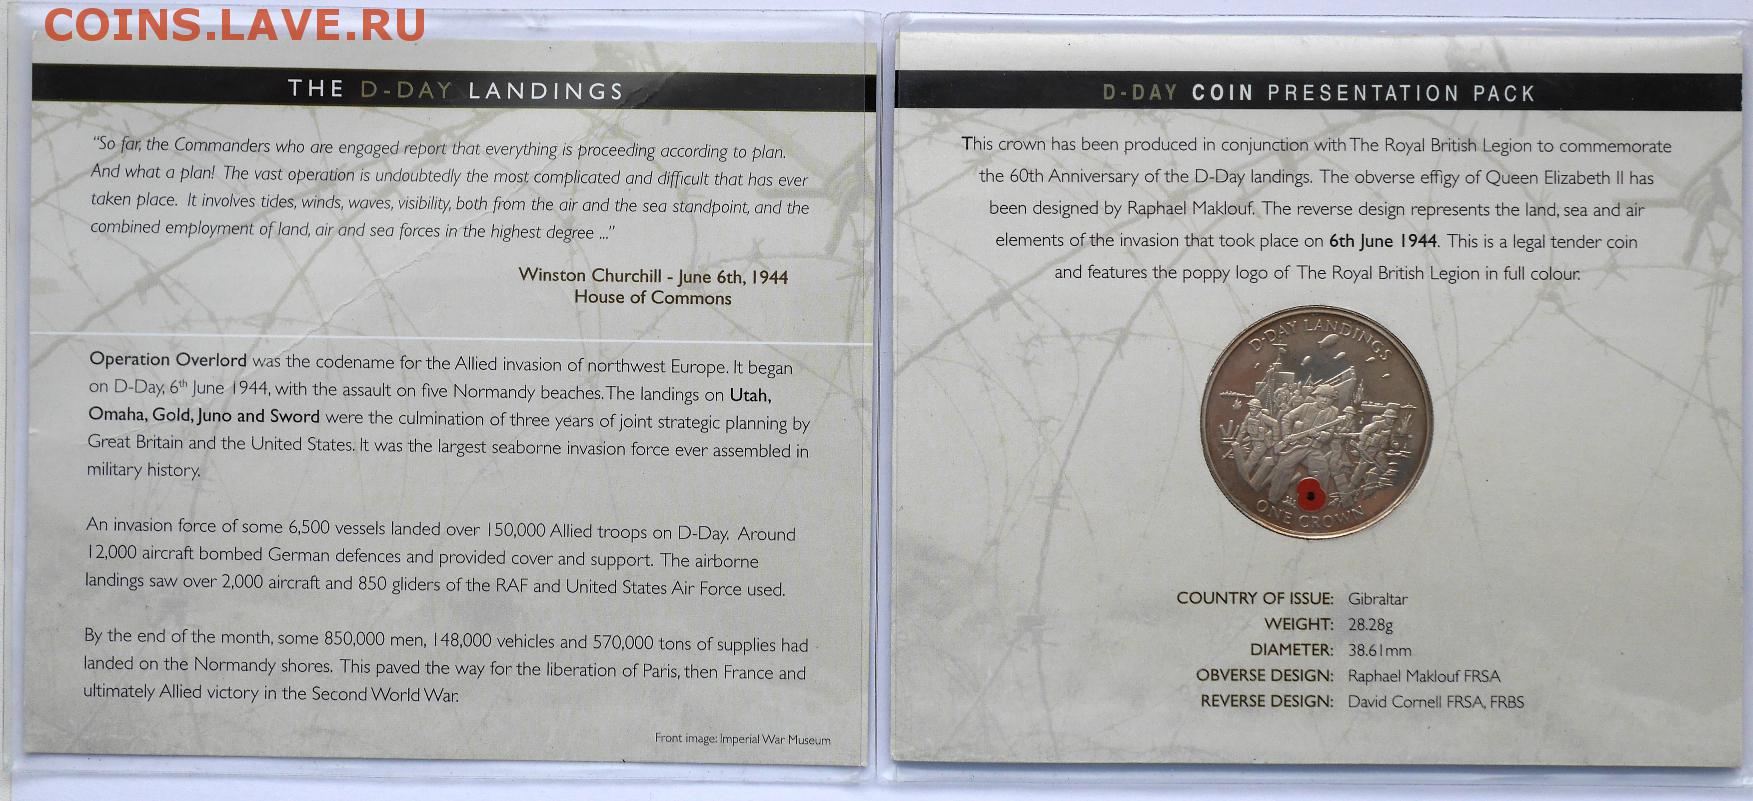 COINS.LAVE.RU
THE D-DAY LANDINGS
"So far, the Commanders who are engaged report that everything is proceeding according to plan.
And what a plan! The vast operation is undoubtedly the most complicated and difficult that has ever
taken place. It involves tides, winds, waves, visibility, both from the air and the sea standpoint, and the
combined employment of land, air and sea forces in the highest degree ..."
Winston Churchill - June 6th, 1944
House of Commons
Operation Overlord was the codename for the Allied invasion of northwest Europe. It began
on D-Day, 6th June 1944, with the assault on five Normandy beaches. The landings on Utah,
Omaha, Gold, Juno and Sword were the culmination of three years of joint strategic planning by
Great Britain and the United States. It was the largest seaborne invasion force ever assembled in
military history.
An invasion force of some 6,500 vessels landed over 150,000 Allied troops on D-Day. Around
12,000 aircraft bombed German defences and provided cover and support. The airborne
landings saw over 2,000 aircraft and 850 gliders of the RAF and United States Air Force used.
By the end of the month, some 850,000 men, 148,000 vehicles and 570,000 tons of supplies had
landed on the Normandy shores. This paved the way for the liberation of Paris, then France and
ultimately Allied victory in the Second World War.
Front image: Imperial War Museum
D-DAY COIN PRESENTATION PACK
This crown has been produced in conjunction with The Royal British Legion to commemorate
the 60th Anniversary of the D-Day landings. The obverse effigy of Queen Elizabeth II has
been designed by Raphael Maklouf. The reverse design represents the land, sea and air
elements of the invasion that took place on 6th June 1944. This is a legal tender coin
and features the poppy logo of The Royal British Legion in full colour.
D-DAY LANDINGS
ONE CROWN
COUNTRY OF ISSUE: Gibraltar
WEIGHT: 28.28g
DIAMETER: 38.61mm
OBVERSE DESIGN: Raphael Maklouf FRSA
REVERSE DESIGN: David Cornell FRSA, FRBS